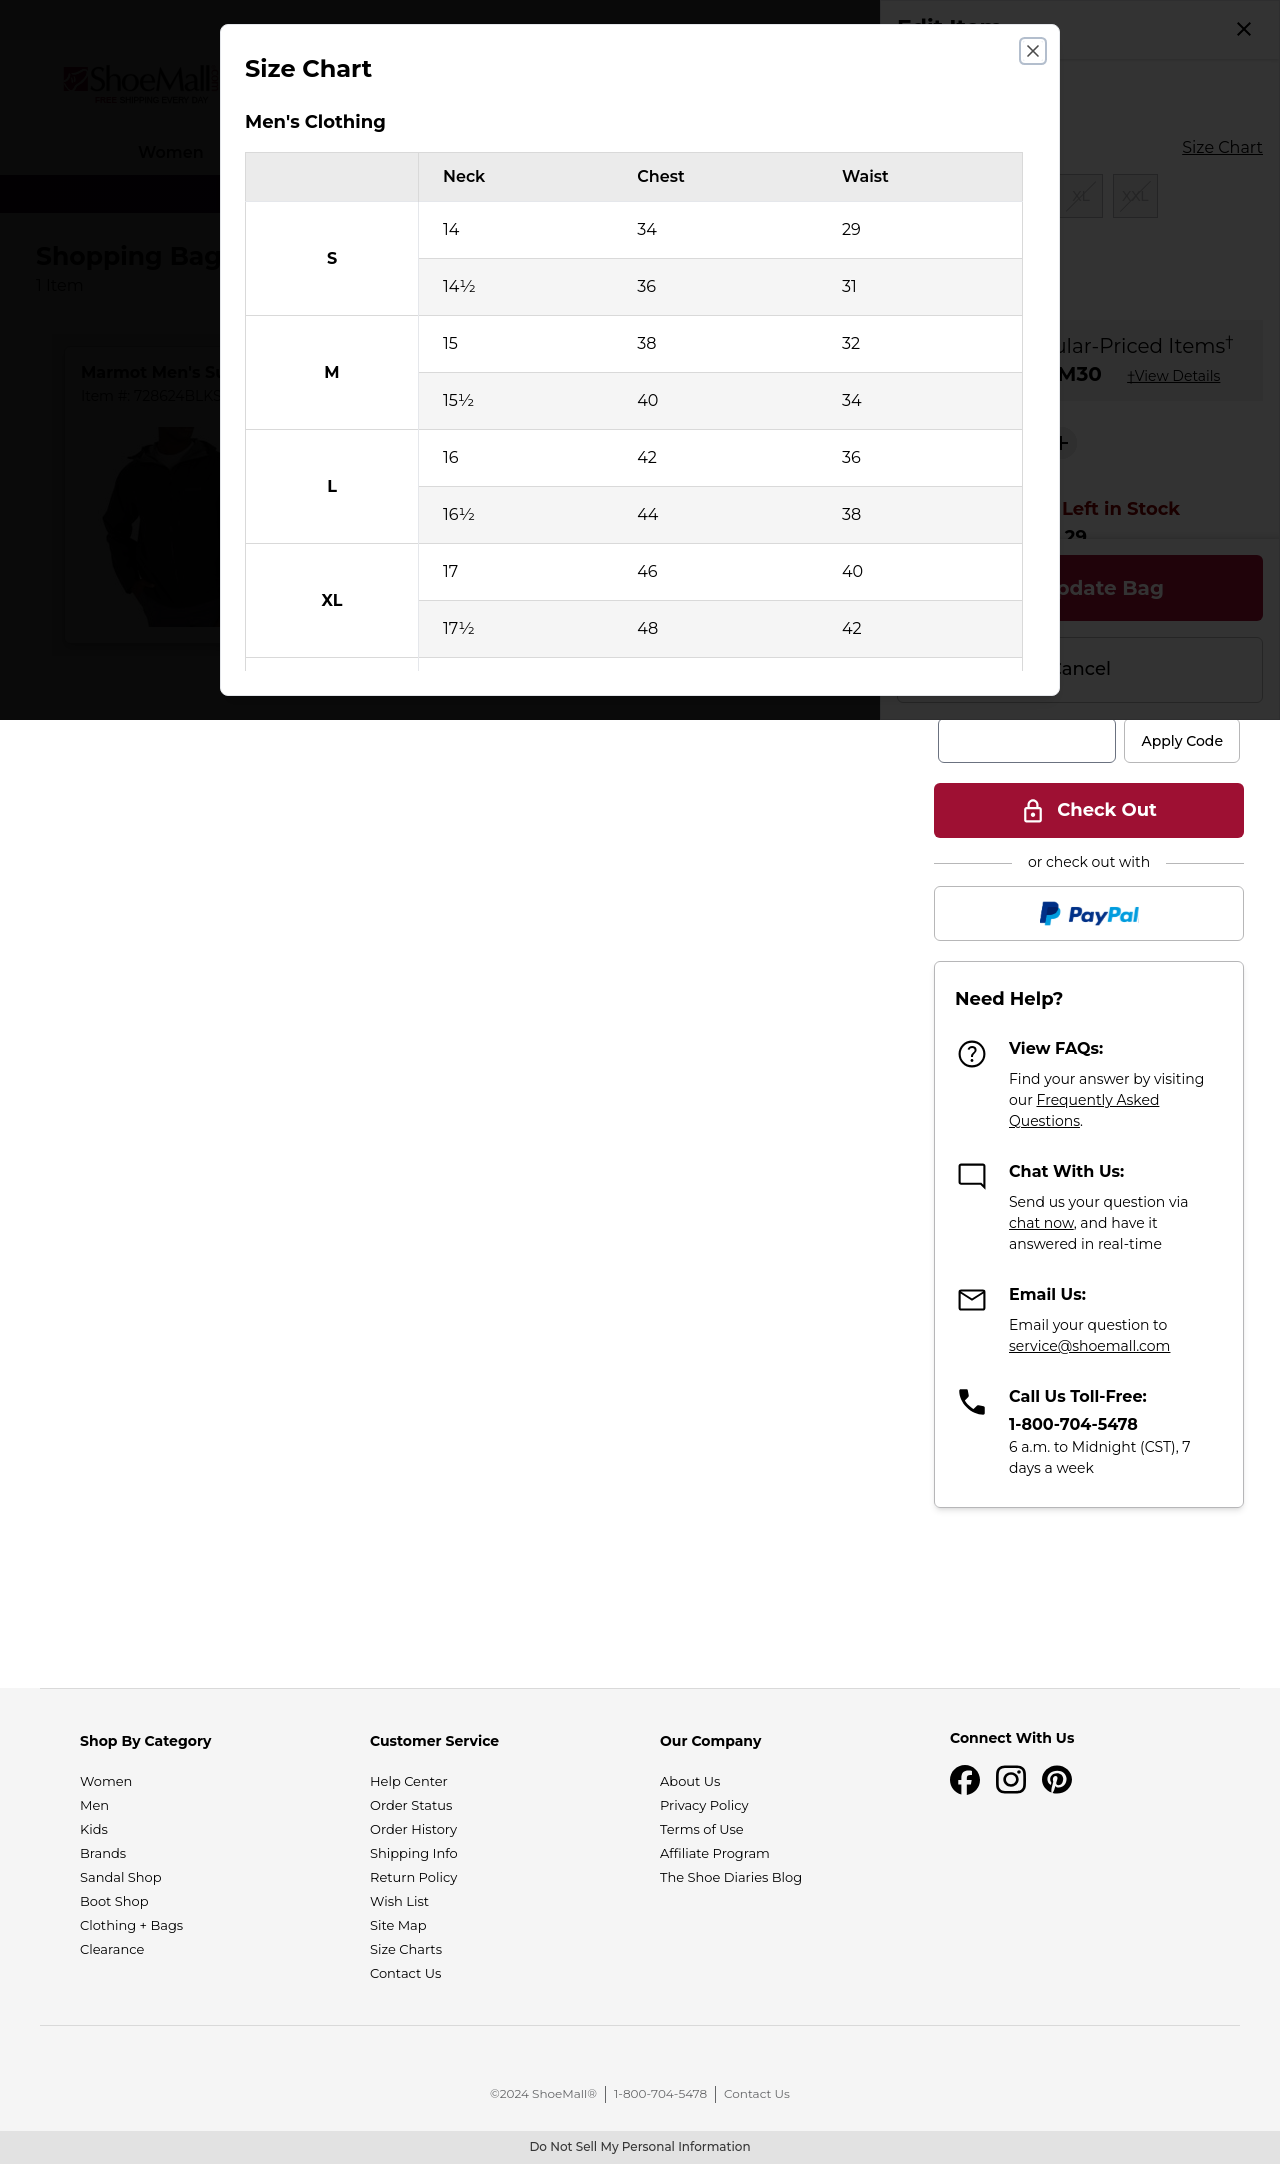 Size Chart
Men's Clothing
Neck Chest Waist
S 14 34 29
14½ 36 31
M 15 38 32
15½ 40 34
L 16 42 36
16½ 44 38
XL 17 46 40
17½ 48 42
ShoeMall
FREE SHIPPING EVERY DAY
Women
Shopping Bag
1 Item
Marmot Men's
Item #: 728624BLKS
Edit Item
Size Chart
XL XXL
Priced Items†
M30 †View Details
Left in Stock
29
Bag
Cancel
Apply Code
Check Out
or check out with
PayPal
Need Help?
View FAQs:
Find your answer by visiting
our Frequently Asked
Questions.
Chat With Us:
Send us your question via
chat now, and have it
answered in real-time
Email Us:
Email your question to
service@shoemall.com
Call Us Toll-Free:
1-800-704-5478
6 a.m. to Midnight (CST), 7
days a week
Shop By Category
Women
Men
Kids
Brands
Sandal Shop
Boot Shop
Clothing + Bags
Clearance
Customer Service
Help Center
Order Status
Order History
Shipping Info
Return Policy
Wish List
Site Map
Size Charts
Contact Us
Our Company
About Us
Privacy Policy
Terms of Use
Affiliate Program
The Shoe Diaries Blog
Connect With Us
©2024 ShoeMall® | 1-800-704-5478 | Contact Us
Do Not Sell My Personal Information